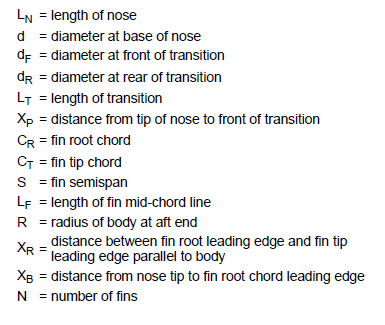 LN = length of nose
d = diameter at base of nose
dF = diameter at front of transition
dR = diameter at rear of transition
LT = length of transition
XP = distance from tip of nose to front of transition
CR = fin root chord
CT = fin tip chord
S = fin semispan
LF = length of fin mid-chord line
R = radius of body at aft end
XR = distance between fin root leading edge and fin tip
leading edge parallel to body
XB = distance from nose tip to fin root chord leading edge
N = number of fins